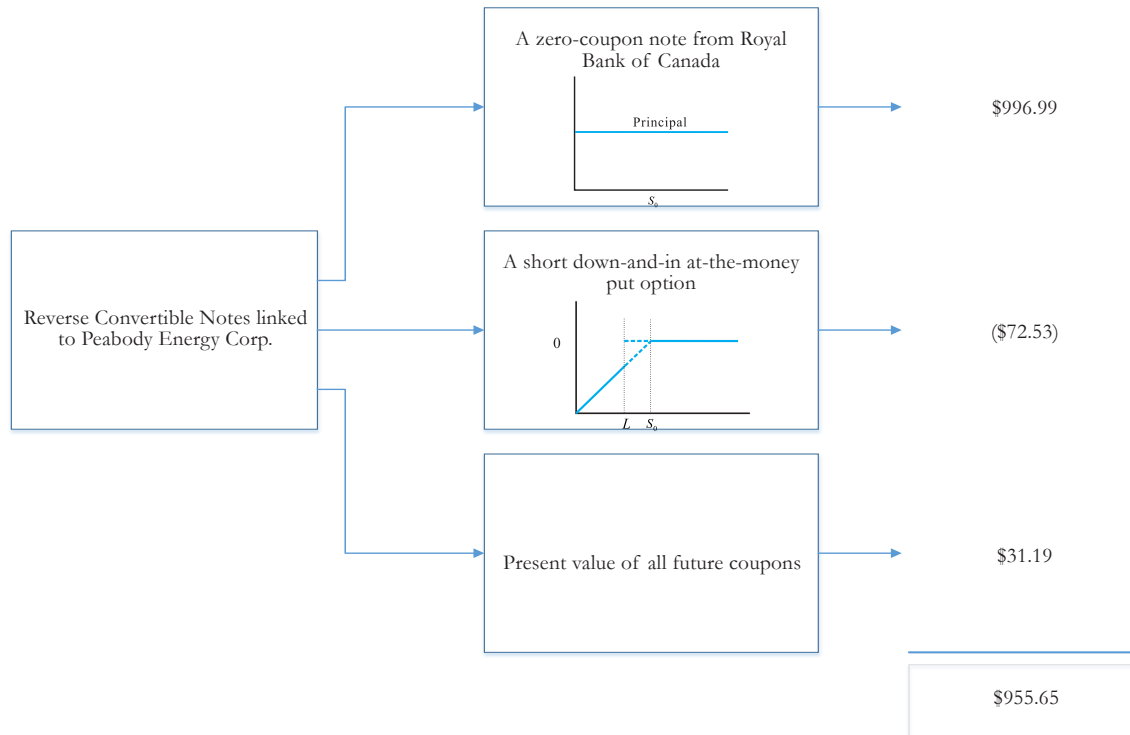 A zero-coupon note from Royal
Bank of Canada
Principal
S₀
$996.99
Reverse Convertible Notes linked
to Peabody Energy Corp.
A short down-and-in at-the-money
put option
0
L S₀
($72.53)
Present value of all future coupons
$31.19
$955.65